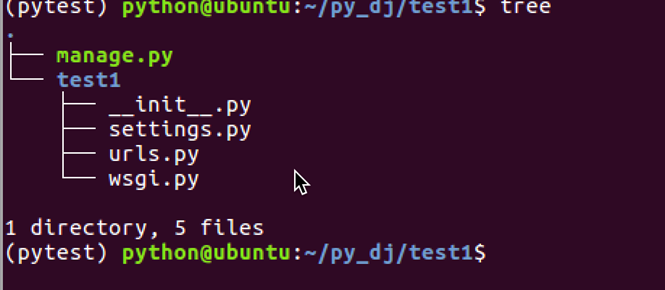 (pytest) python@ubuntu:~/py_dj/test1$ tree
.
├── manage.py
└── test1
    ├── __init__.py
    ├── settings.py
    ├── urls.py
    └── wsgi.py
1 directory, 5 files
(pytest) python@ubuntu:~/py_dj/test1$